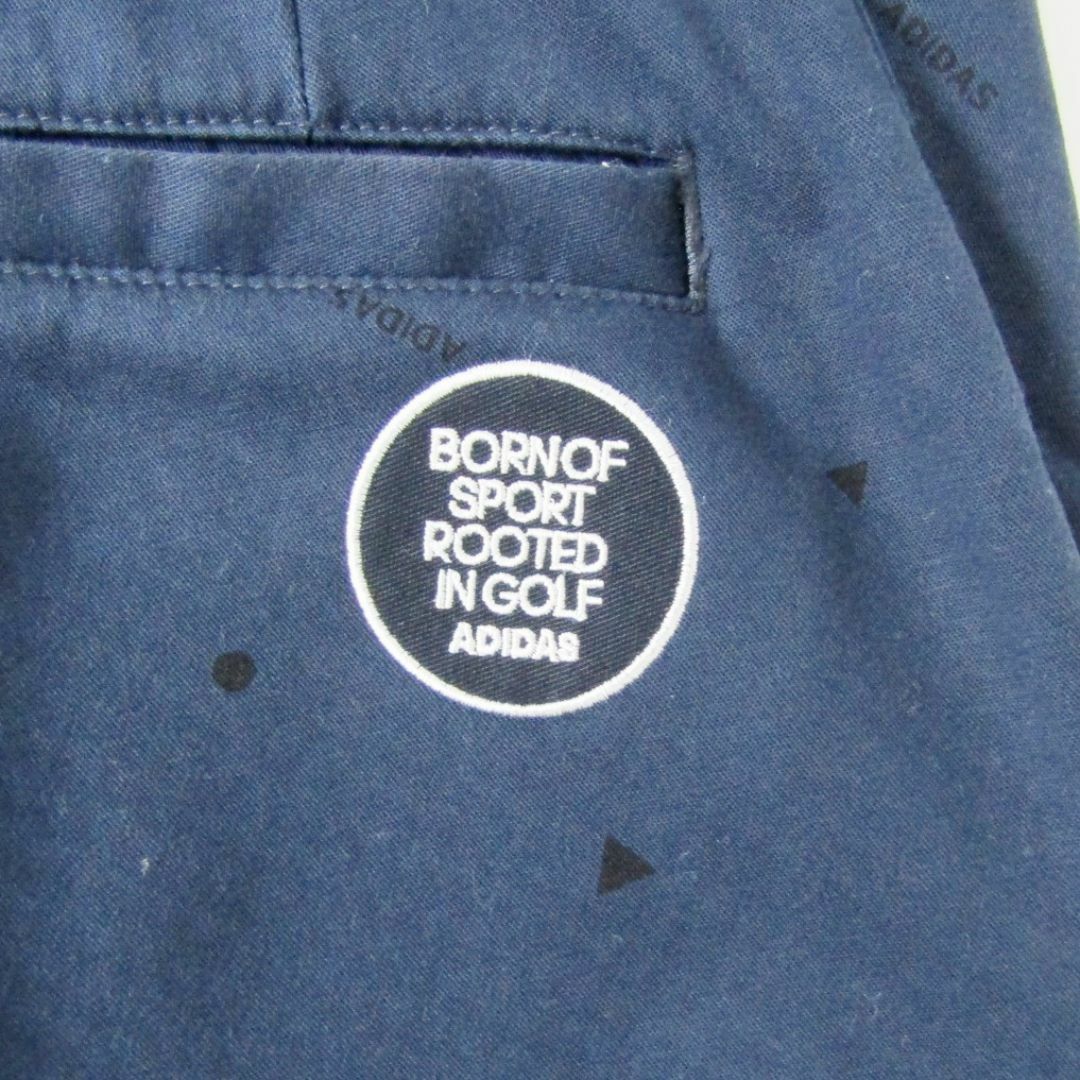 ADIDAS
ADIDAS
BORN OF
SPORT
ROOTED
IN GOLF
ADIDAS